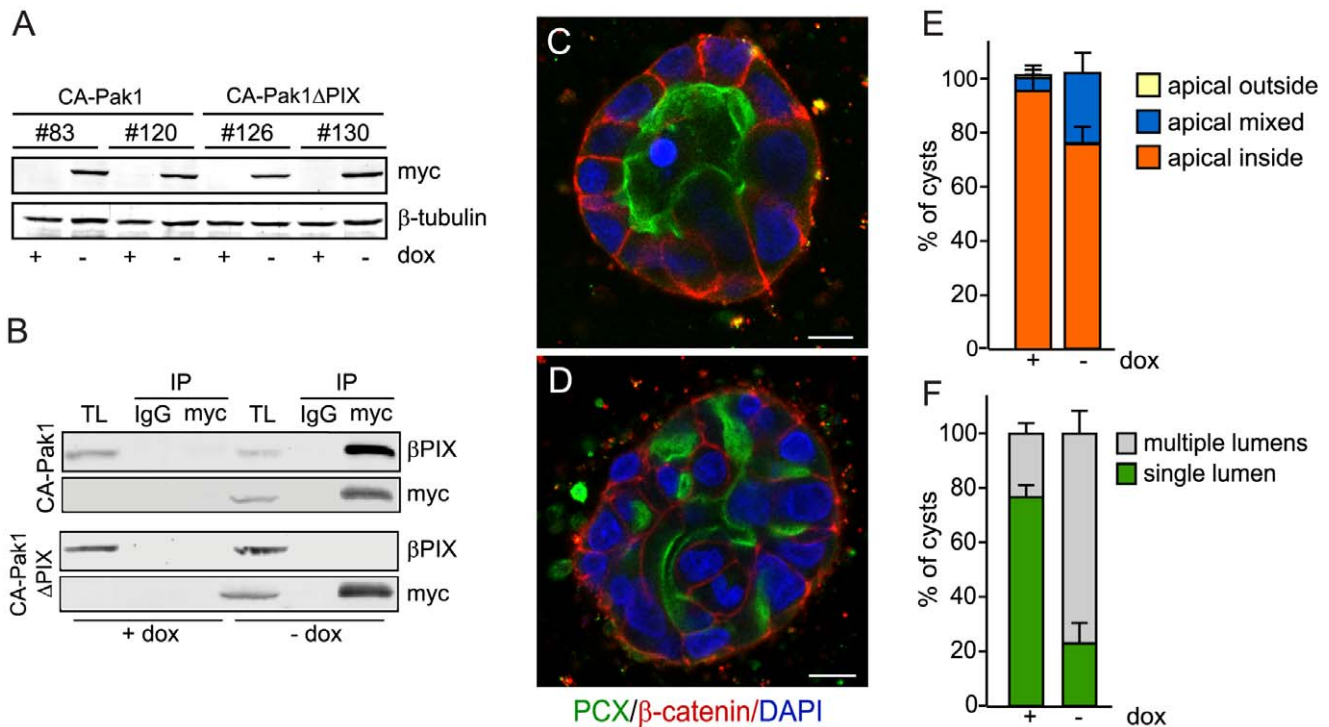 A
CA-Pak1 CA-Pak1ΔPIX
#83 #120 #126 #130
myc
β-tubulin
+ - + - + - + - dox
B
IP IP
TL IgG myc TL IgG myc
CA-Pak1
βPIX
myc
CA-Pak1
ΔPIX
βPIX
myc
+ dox - dox
C
D
PCX/β-catenin/DAPI
E
% of cysts
100
80
60
40
20
0
+ - dox
apical outside
apical mixed
apical inside
F
% of cysts
100
80
60
40
20
0
+ - dox
multiple lumens
single lumen